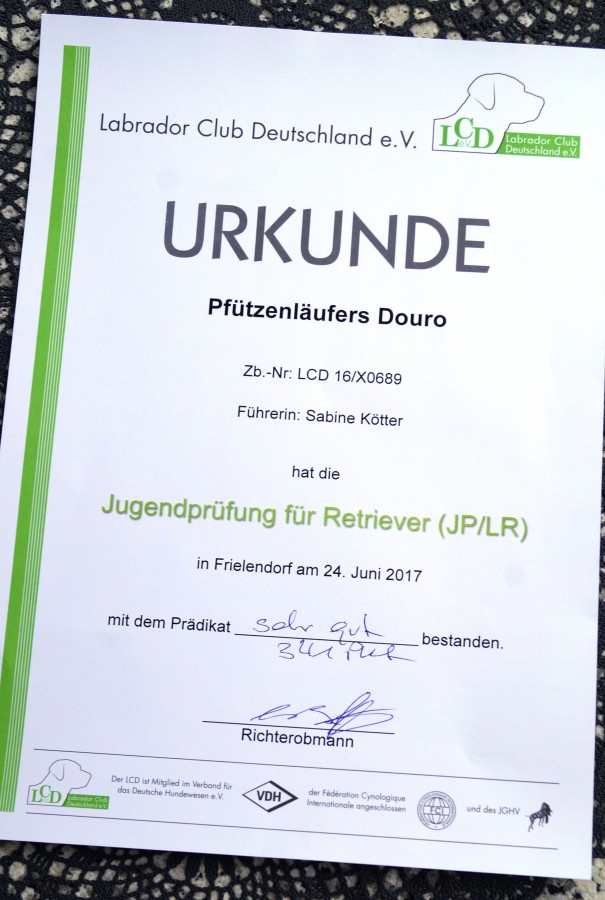 Labrador Club Deutschland e.V.
LCD e.V.
Labrador Club
Deutschland e.V.
URKUNDE
Pfützenläufers Douro
Zb.-Nr: LCD 16/X0689
Führerin: Sabine Kötter
hat die
Jugendprüfung für Retriever (JP/LR)
in Frielendorf am 24. Juni 2017
mit dem Prädikat sehr gut bestanden.
Richterobmann
LCD e.V.
Labrador Club
Deutschland e.V.
Der LCD ist Mitglied im Verband für
das Deutsche Hundewesen e.V.
VDH
der Fédération Cynologique
Internationale angeschlossen
FCI
und des JGHV